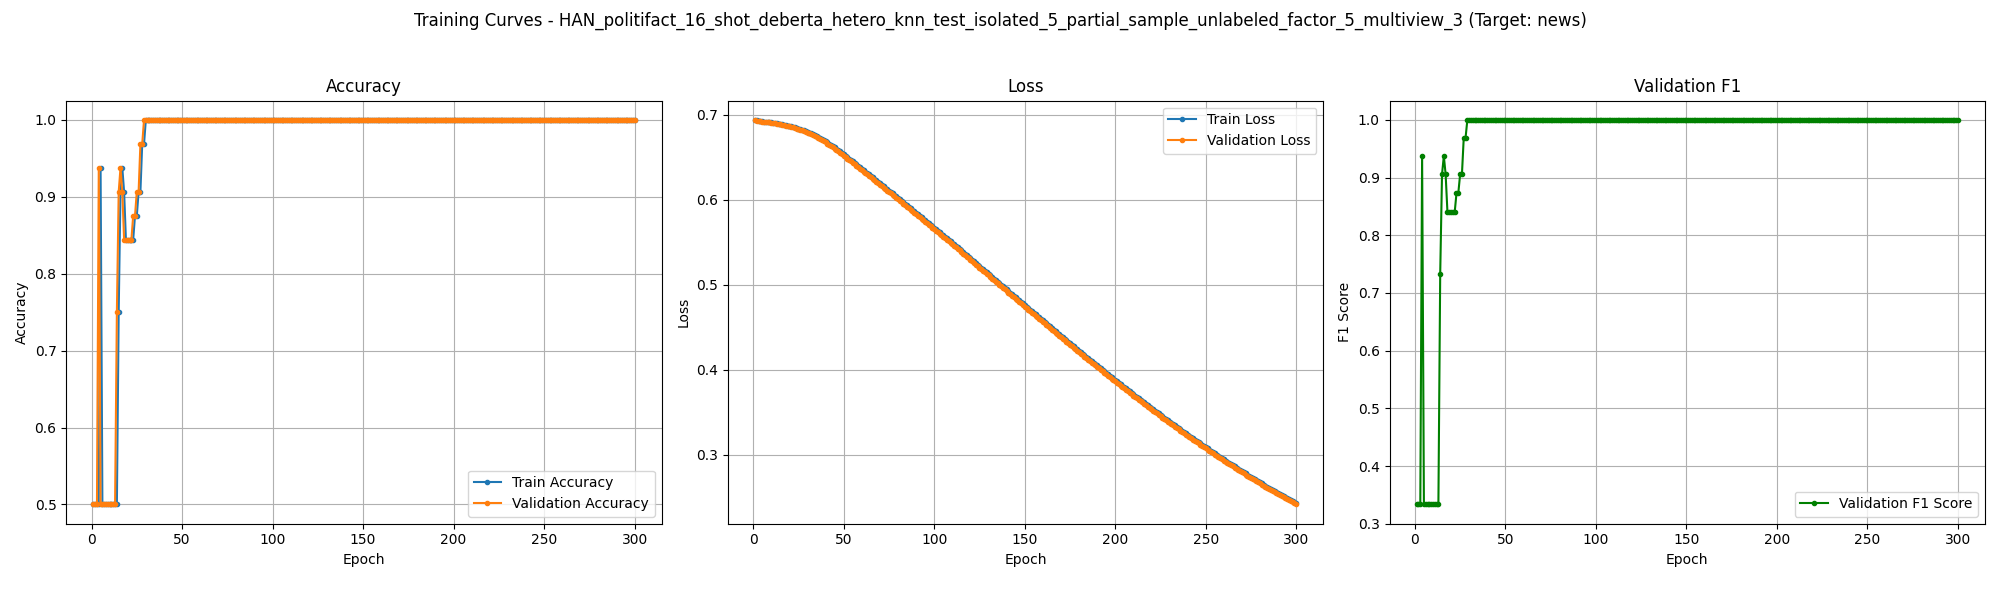 Training Curves - HAN_politifact_16_shot_deberta_hetero_knn_test_isolated_5_partial_sample_unlabeled_factor_5_multiview_3 (Target: news)
Accuracy
1.0
0.9
0.8
0.7
0.6
0.5
Accuracy
0 50 100 150 200 250 300
Epoch
Train Accuracy
Validation Accuracy
Loss
0.7
0.6
0.5
0.4
0.3
Loss
0 50 100 150 200 250 300
Epoch
Train Loss
Validation Loss
Validation F1
1.0
0.9
0.8
0.7
0.6
0.5
0.4
0.3
F1 Score
0 50 100 150 200 250 300
Epoch
Validation F1 Score